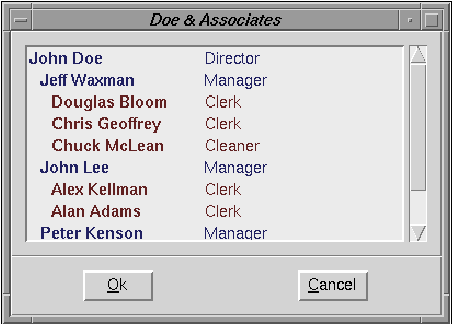 Doe & Associates
John Doe Director
Jeff Waxman Manager
Douglas Bloom Clerk
Chris Geoffrey Clerk
Chuck McLean Cleaner
John Lee Manager
Alex Kellman Clerk
Alan Adams Clerk
Peter Kenson Manager
Ok Cancel